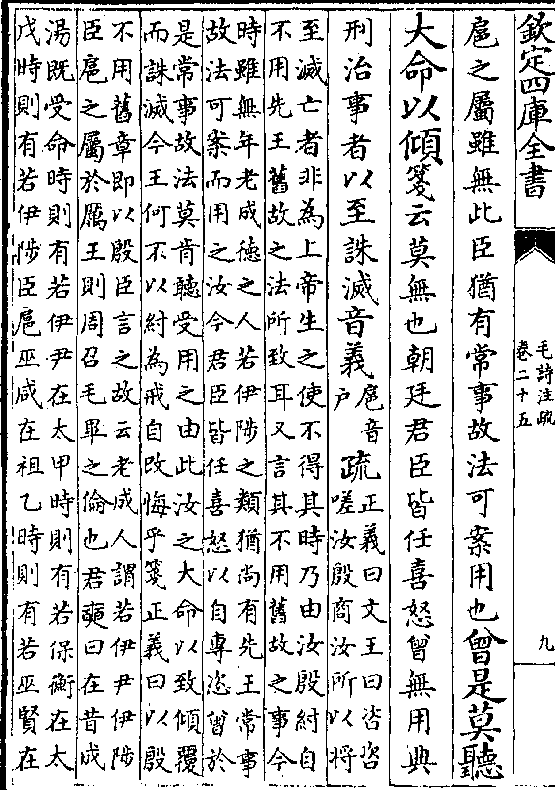 欽定四庫全書
毛詩注疏
卷二十五
九
扈之屬雖無此臣猶有常事故法可案用也曾是莫聽
大命以傾箋云莫無也朝廷君臣皆任喜怒曾無用典
刑治事者以至誅滅音義扈音户疏正義曰文王曰咨咨嗟汝殷商汝所以將
至滅亡者非為上帝生之使不得其時乃由汝殷紂自
不用先王舊故之法所致耳又言其不用舊故之事今
時雖無年老成德之人若伊陟之類猶尚有先王常事
故法可案而用之汝今君臣皆任喜怒以自專恣曾於
是常事故法莫肯聽受用之由此汝之大命以致傾覆
而誅滅今王何不以紂為戒自改悔乎箋正義曰以殷
不用舊章即以殷臣言之故云老成人謂若伊尹伊陟
臣扈之屬於厲王則周召毛畢之倫也君奭曰在昔成
湯既受命時則有若伊尹在太甲時則有若保衡在太
戊時則有若伊陟臣扈巫咸在祖乙時則有若巫賢在